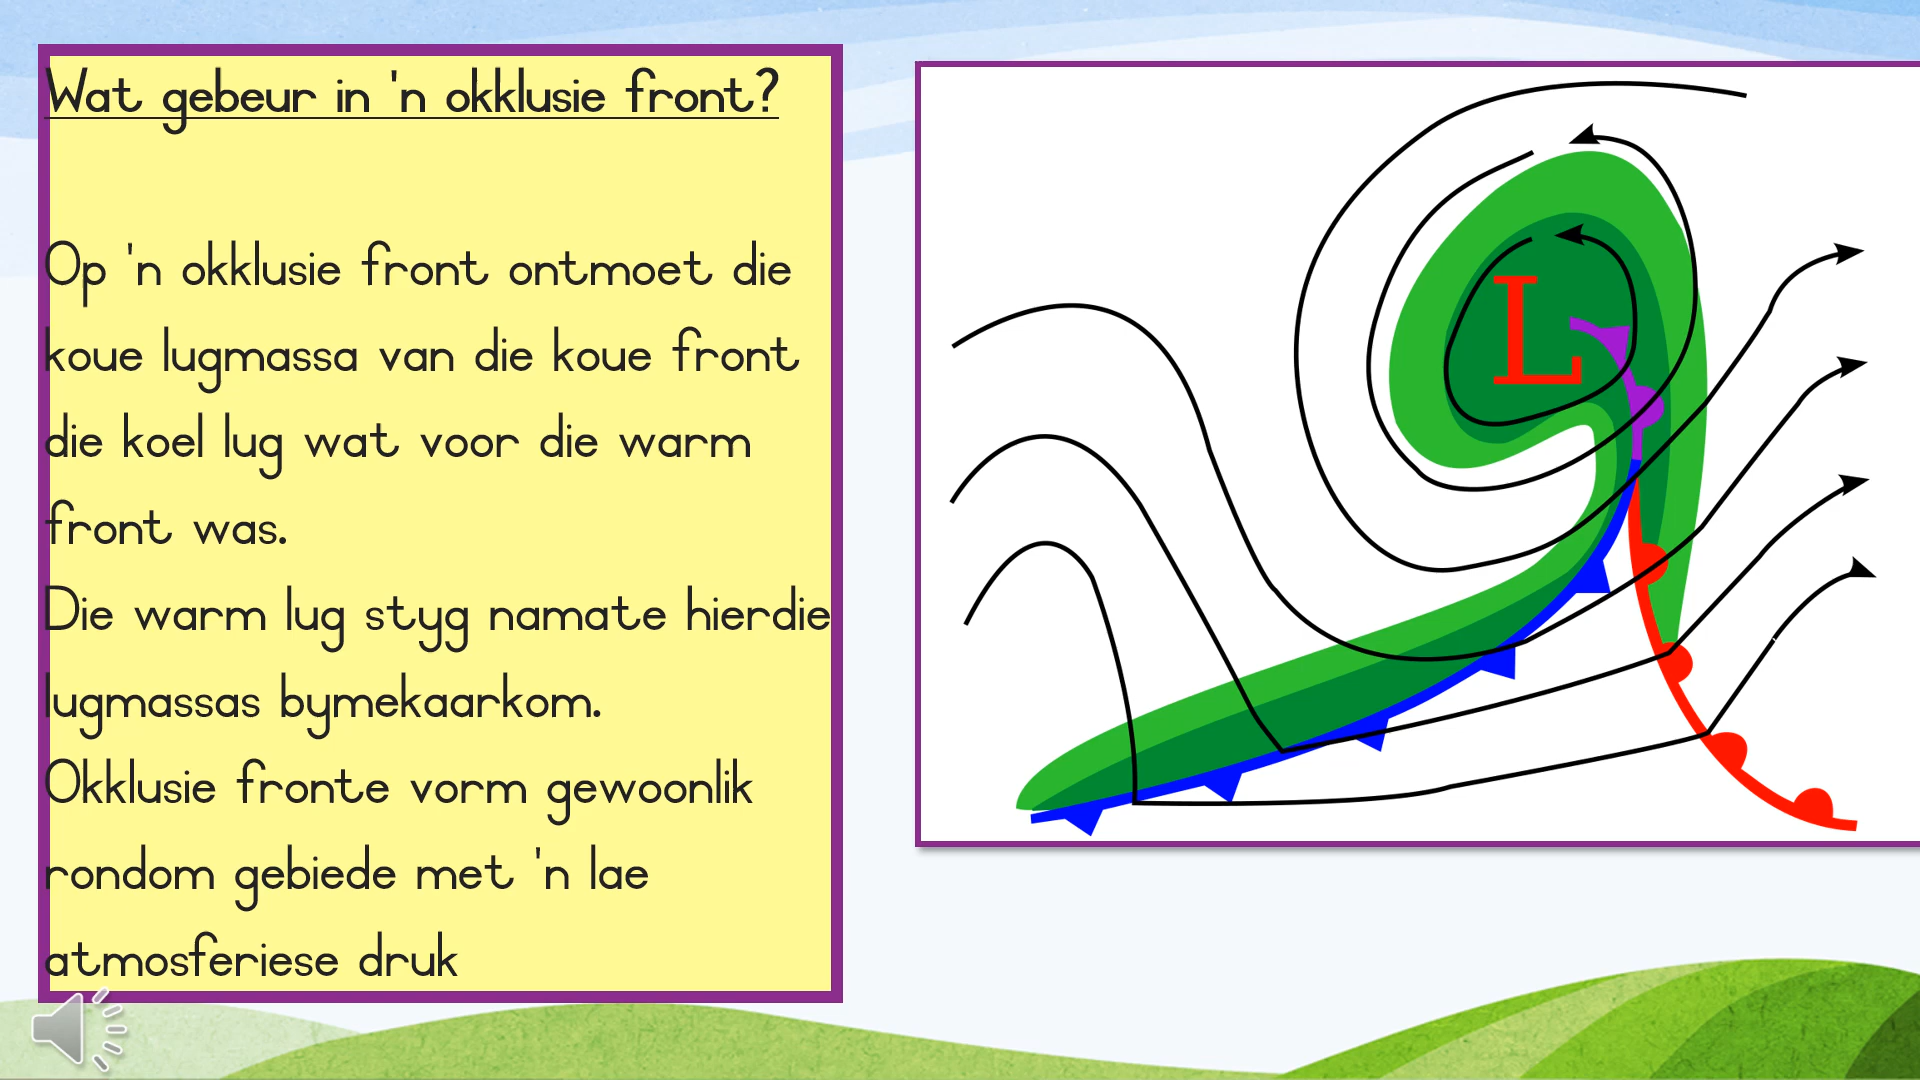 Wat gebeur in 'n okklusie front?
Op 'n okklusie front ontmoet die
koue lugmassa van die koue front
die koel lug wat voor die warm
front was.
Die warm lug styg namate hierdie
lugmassas bymekaarkom.
Okklusie fronte vorm gewoonlik
rondom gebiede met 'n lae
atmosferiese druk
L